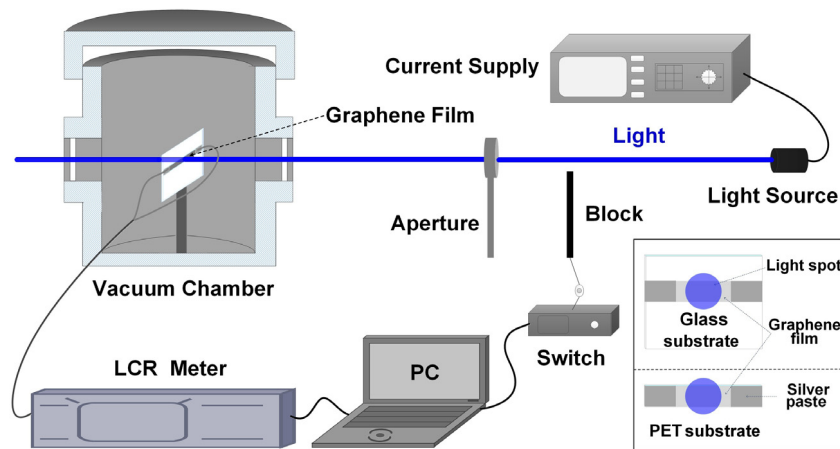 Current Supply
Graphene Film
Light
Light Source
Aperture
Block
Vacuum Chamber
Switch
LCR Meter
PC
Light spot
Glass
substrate
Graphene
film
Silver
paste
PET substrate